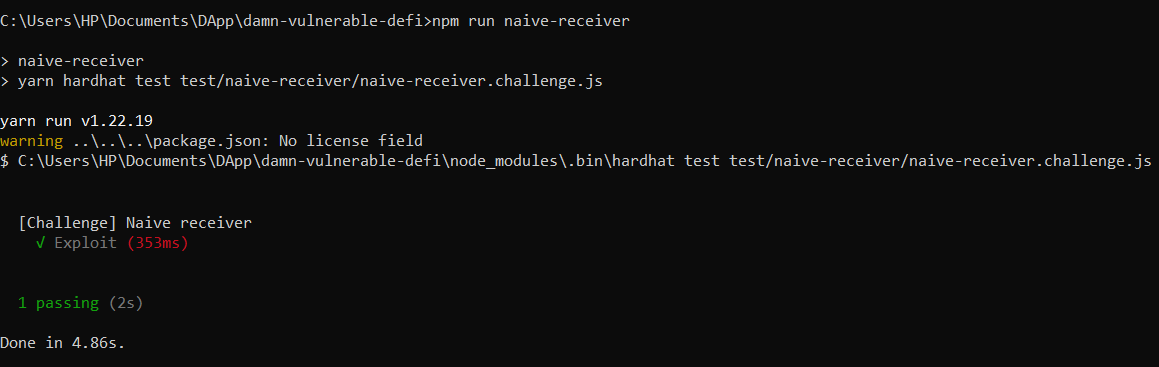 C:\Users\HP\Documents\DApp\damn-vulnerable-defi>npm run naive-receiver
> naive-receiver
> yarn hardhat test test/naive-receiver/naive-receiver.challenge.js
yarn run v1.22.19
warning ..\..\..\package.json: No license field
$ C:\Users\HP\Documents\DApp\damn-vulnerable-defi\node_modules\.bin\hardhat test test/naive-receiver/naive-receiver.challenge.js
[Challenge] Naive receiver
√ Exploit (353ms)
1 passing (2s)
Done in 4.86s.